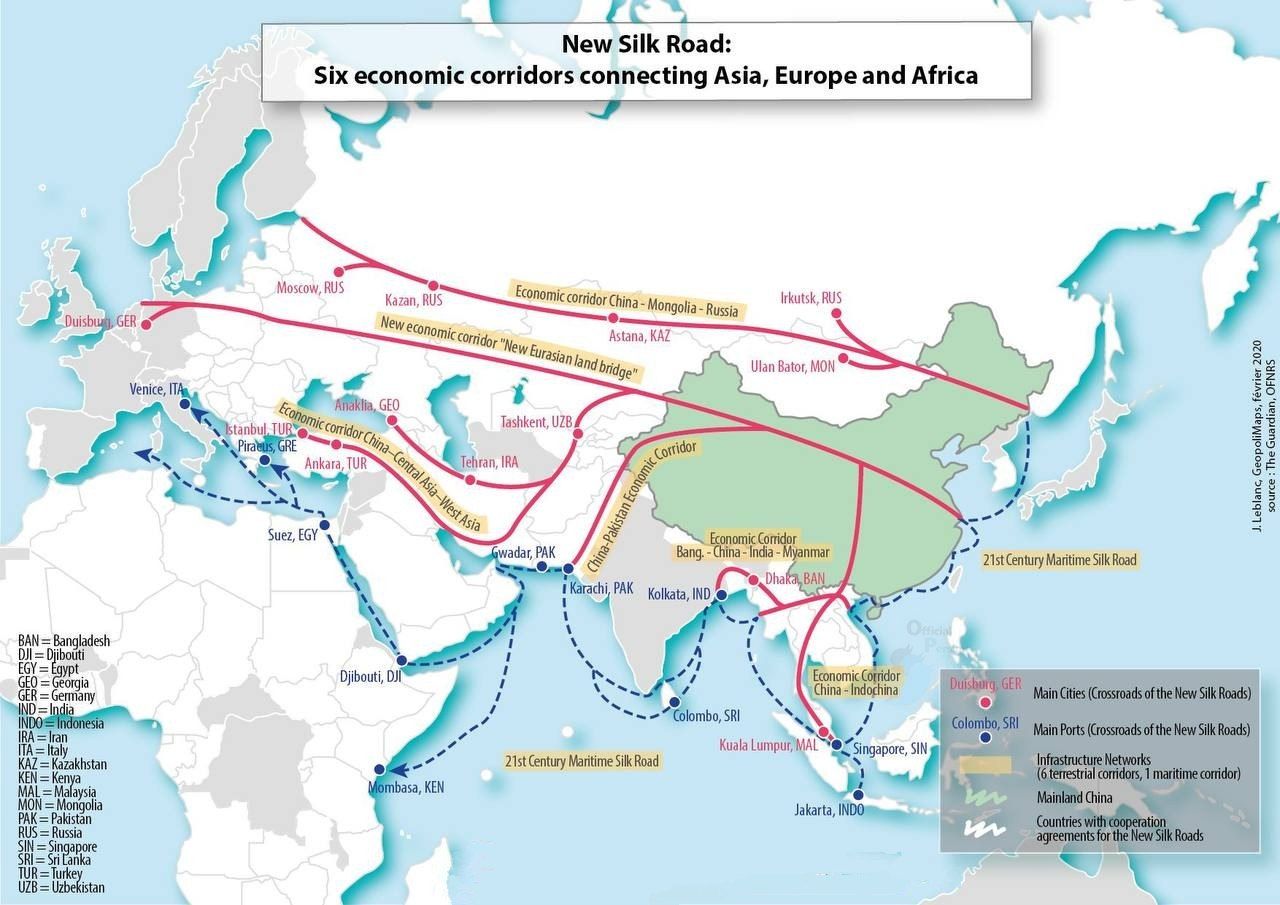 New Silk Road:
Six economic corridors connecting Asia, Europe and Africa
Moscow, RUS
Kazan, RUS
Economic corridor China - Mongolia - Russia
Irkutsk, RUS
Duisburg, GER
New economic corridor "New Eurasian land bridge"
Astana, KAZ
Ulan Bator, MON
Venice, ITA
Anaklia, GEO
Tashkent, UZB
Istanbul, TUR
Economic corridor China–Central Asia–West Asia
Piraeus, GRE
Ankara, TUR
Tehran, IRA
China-Pakistan Economic Corridor
Suez, EGY
Gwadar, PAK
Economic Corridor
Bang. - China - India - Myanmar
21st Century Maritime Silk Road
Karachi, PAK
Kolkata, IND
Dhaka, BAN
Official
Djibouti, DJI
Economic Corridor
China - Indochina
Colombo, SRI
Kuala Lumpur, MAL
Singapore, SIN
21st Century Maritime Silk Road
Mombasa, KEN
Jakarta, INDO
BAN = Bangladesh
DJI = Djibouti
EGY = Egypt
GEO = Georgia
GER = Germany
IND = India
INDO = Indonesia
IRA = Iran
ITA = Italy
KAZ = Kazakhstan
KEN = Kenya
MAL = Malaysia
MON = Mongolia
PAK = Pakistan
RUS = Russia
SIN = Singapore
SRI = Sri Lanka
TUR = Turkey
UZB = Uzbekistan
Duisburg, GER
Main Cities (Crossroads of the New Silk Roads)
Colombo, SRI
Main Ports (Crossroads of the New Silk Roads)
Infrastructure Networks
(6 terrestrial corridors, 1 maritime corridor)
Mainland China
Countries with cooperation
agreements for the New Silk Roads
J. Leblanc, GeopoliMaps, février 2020
source : The Guardian, OFNRS